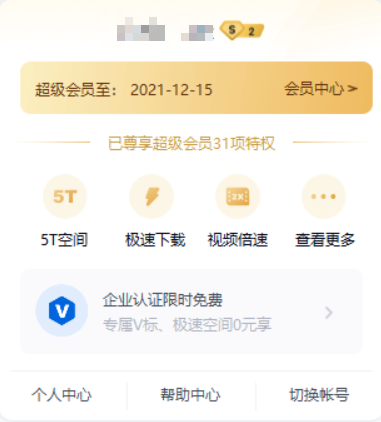 S 2
超级会员至： 2021-12-15 会员中心 >
已尊享超级会员31项特权
5T 2X
5T空间 极速下载 视频倍速 查看更多
V
企业认证限时免费
专属V标、极速空间0元享
个人中心 帮助中心 切换帐号